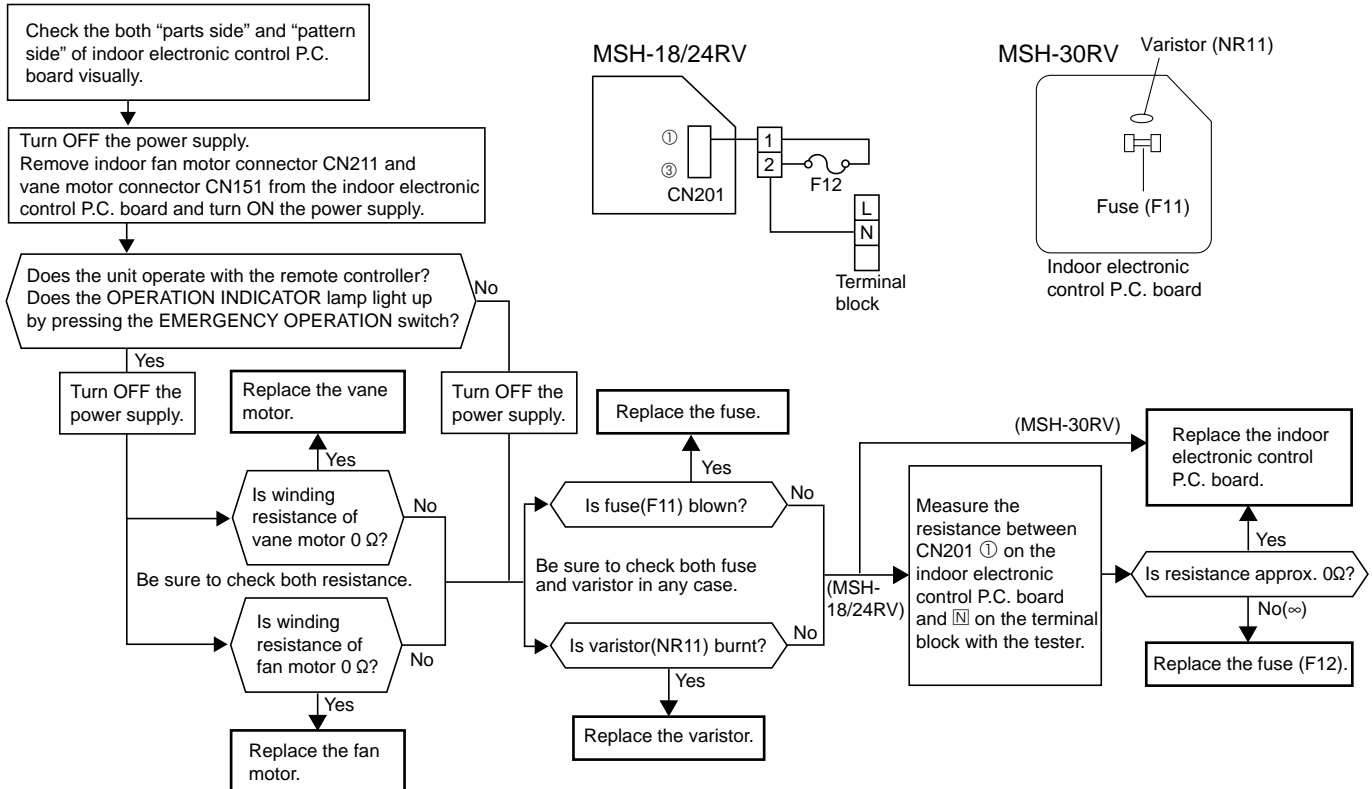 Check the both “parts side” and “pattern
side” of indoor electronic control P.C.
board visually.
Turn OFF the power supply.
Remove indoor fan motor connector CN211 and
vane motor connector CN151 from the indoor electronic
control P.C. board and turn ON the power supply.
Does the unit operate with the remote controller?
Does the OPERATION INDICATOR lamp light up
by pressing the EMERGENCY OPERATION switch?
No
Yes
Turn OFF the
power supply.
Replace the vane
motor.
Yes
Is winding
resistance of
vane motor 0 Ω?
No
Be sure to check both resistance.
Is winding
resistance of
fan motor 0 Ω?
No
Yes
Replace the fan
motor.
Turn OFF the
power supply.
Replace the fuse.
Yes
Is fuse(F11) blown?
No
Be sure to check both fuse
and varistor in any case.
Is varistor(NR11) burnt?
No
Yes
Replace the varistor.
(MSH-30RV)
(MSH-
18/24RV)
Measure the
resistance between
CN201 ① on the
indoor electronic
control P.C. board
and N on the terminal
block with the tester.
Replace the indoor
electronic control
P.C. board.
Yes
Is resistance approx. 0Ω?
No(∞)
Replace the fuse (F12).
MSH-18/24RV
①
③
CN201
1
2
F12
L
N
Terminal
block
MSH-30RV
Varistor (NR11)
Fuse (F11)
Indoor electronic
control P.C. board